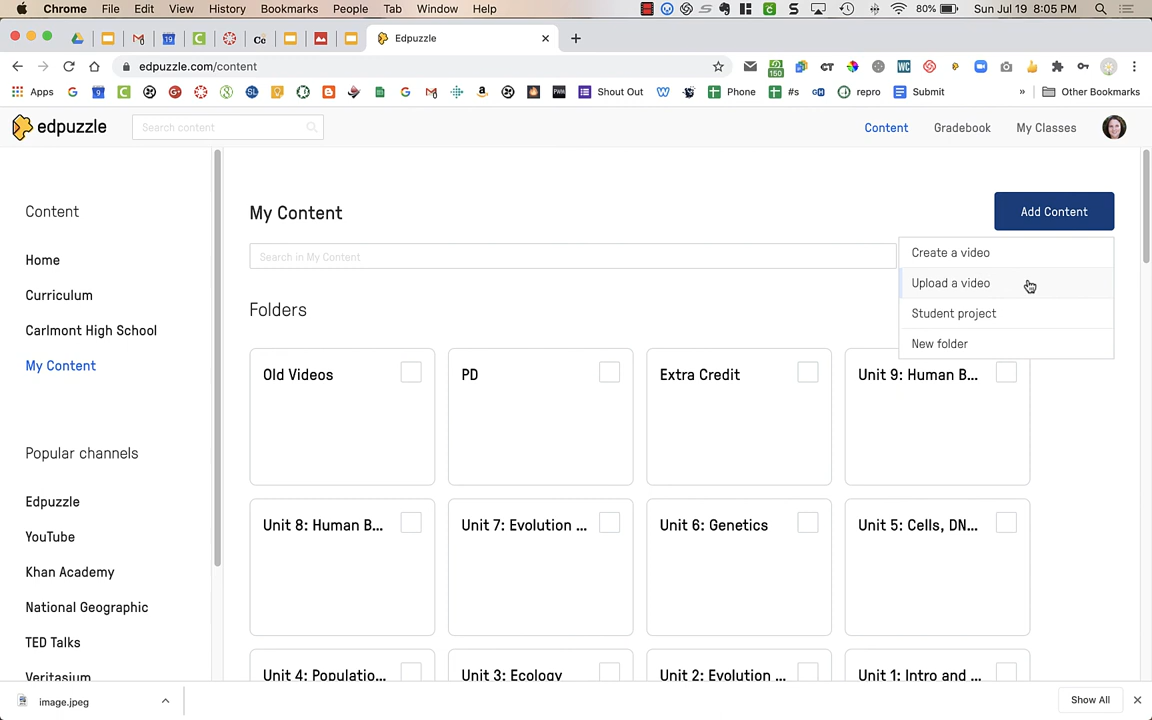 Chrome File Edit View History Bookmarks People Tab Window Help 80% Sun Jul 19 8:05 PM
Edpuzzle
edpuzzle.com/content
Apps Shout Out Phone #s repro Submit » Other Bookmarks
edpuzzle Search content Content Gradebook My Classes
Content
Home
Curriculum
Carlmont High School
My Content
Popular channels
Edpuzzle
YouTube
Khan Academy
National Geographic
TED Talks
Veritasium
My Content
Add Content
Search in My Content
Create a video
Upload a video
Student project
New folder
Folders
Old Videos PD Extra Credit Unit 9: Human B...
Unit 8: Human B... Unit 7: Evolution ... Unit 6: Genetics Unit 5: Cells, DN...
Unit 4: Populatio... Unit 3: Ecology Unit 2: Evolution ... Unit 1: Intro and ...
image.jpeg Show All